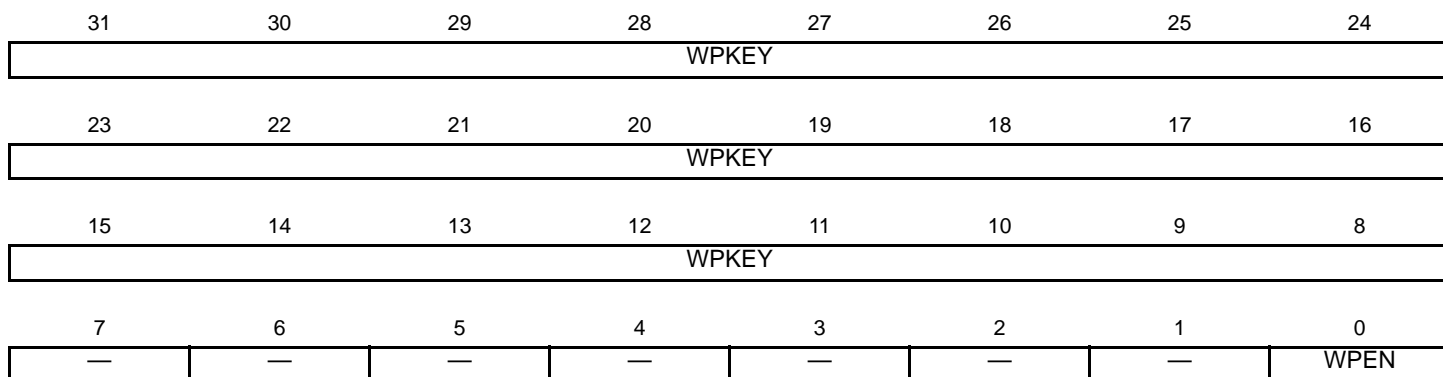 31 30 29 28 27 26 25 24
WPKEY
23 22 21 20 19 18 17 16
WPKEY
15 14 13 12 11 10 9 8
WPKEY
7 6 5 4 3 2 1 0
— — — — — — — WPEN